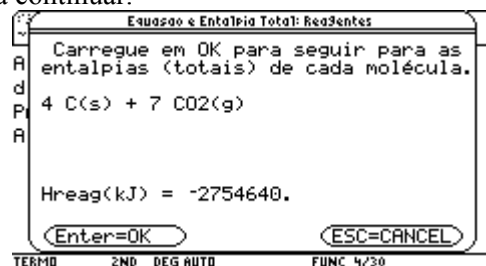 a continuar.
Equasao e Entalpia Total: Reagentes
Carregue em OK para seguir para as
entalpias (totais) de cada molécula.
4 C(s) + 7 CO2(g)
Hreag(kJ) = -2754640.
Enter=OK
ESC=CANCEL
TERMO 2ND DEG AUTO FUNC 4/30